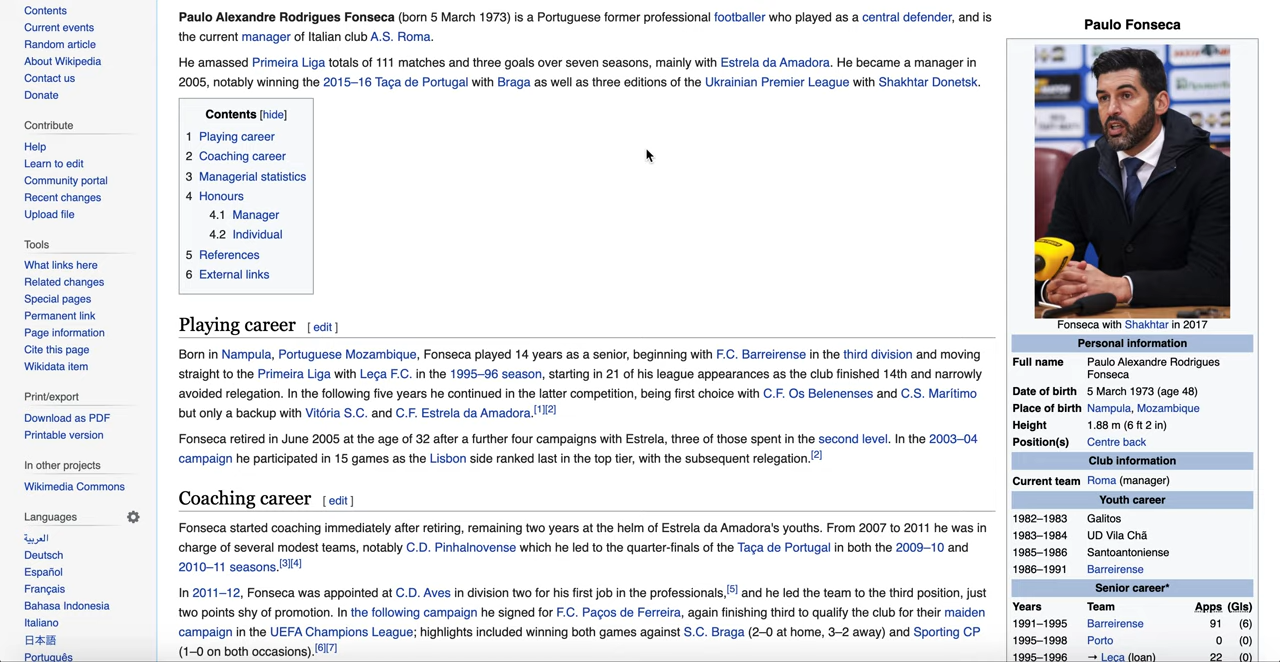 Contents
Current events
Random article
About Wikipedia
Contact us
Donate
Contribute
Help
Learn to edit
Community portal
Recent changes
Upload file
Tools
What links here
Related changes
Special pages
Permanent link
Page information
Cite this page
Wikidata item
Print/export
Download as PDF
Printable version
In other projects
Wikimedia Commons
Languages
العربية
Deutsch
Español
Français
Bahasa Indonesia
Italiano
日本語
Português
Paulo Alexandre Rodrigues Fonseca (born 5 March 1973) is a Portuguese former professional footballer who played as a central defender, and is
the current manager of Italian club A.S. Roma.
He amassed Primeira Liga totals of 111 matches and three goals over seven seasons, mainly with Estrela da Amadora. He became a manager in
2005, notably winning the 2015–16 Taça de Portugal with Braga as well as three editions of the Ukrainian Premier League with Shakhtar Donetsk.
Contents [hide]
1 Playing career
2 Coaching career
3 Managerial statistics
4 Honours
4.1 Manager
4.2 Individual
5 References
6 External links
Playing career [ edit ]
Born in Nampula, Portuguese Mozambique, Fonseca played 14 years as a senior, beginning with F.C. Barreirense in the third division and moving
straight to the Primeira Liga with Leça F.C. in the 1995–96 season, starting in 21 of his league appearances as the club finished 14th and narrowly
avoided relegation. In the following five years he continued in the latter competition, being first choice with C.F. Os Belenenses and C.S. Marítimo
but only a backup with Vitória S.C. and C.F. Estrela da Amadora.[1][2]
Fonseca retired in June 2005 at the age of 32 after a further four campaigns with Estrela, three of those spent in the second level. In the 2003–04
campaign he participated in 15 games as the Lisbon side ranked last in the top tier, with the subsequent relegation.[2]
Coaching career [ edit ]
Fonseca started coaching immediately after retiring, remaining two years at the helm of Estrela da Amadora's youths. From 2007 to 2011 he was in
charge of several modest teams, notably C.D. Pinhalnovense which he led to the quarter-finals of the Taça de Portugal in both the 2009–10 and
2010–11 seasons.[3][4]
In 2011–12, Fonseca was appointed at C.D. Aves in division two for his first job in the professionals,[5] and he led the team to the third position, just
two points shy of promotion. In the following campaign he signed for F.C. Paços de Ferreira, again finishing third to qualify the club for their maiden
campaign in the UEFA Champions League; highlights included winning both games against S.C. Braga (2–0 at home, 3–2 away) and Sporting CP
(1–0 on both occasions).[6][7]
Paulo Fonseca
Fonseca with Shakhtar in 2017
Personal information
Full name Paulo Alexandre Rodrigues
Fonseca
Date of birth 5 March 1973 (age 48)
Place of birth Nampula, Mozambique
Height 1.88 m (6 ft 2 in)
Position(s) Centre back
Club information
Current team Roma (manager)
Youth career
1982–1983 Galitos
1983–1984 UD Vila Chã
1985–1986 Santoantoniense
1986–1991 Barreirense
Senior career*
Years Team Apps (Gls)
1991–1995 Barreirense 91 (6)
1995–1998 Porto 0 (0)
1995–1996 → Leça (loan) 22 (0)